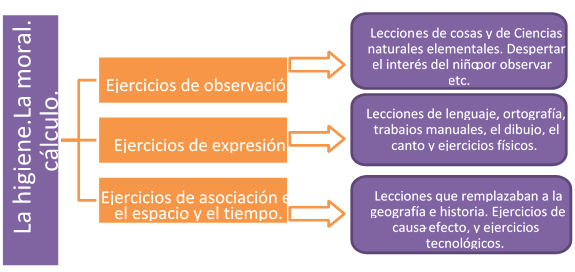 La higiene.La moral.
cálculo.
Ejercicios de observació
Lecciones de cosas y de Ciencias
naturales elementales. Despertar
el interés del niño por observar
etc.
Ejercicios de expresión
Lecciones de lenguaje, ortografía,
trabajos manuales, el dibujo, el
canto y ejercicios físicos.
Ejercicios de asociación e
el espacio y el tiempo.
Lecciones que remplazaban a la
geografía e historia. Ejercicios de
causa efecto, y ejercicios
tecnológicos.